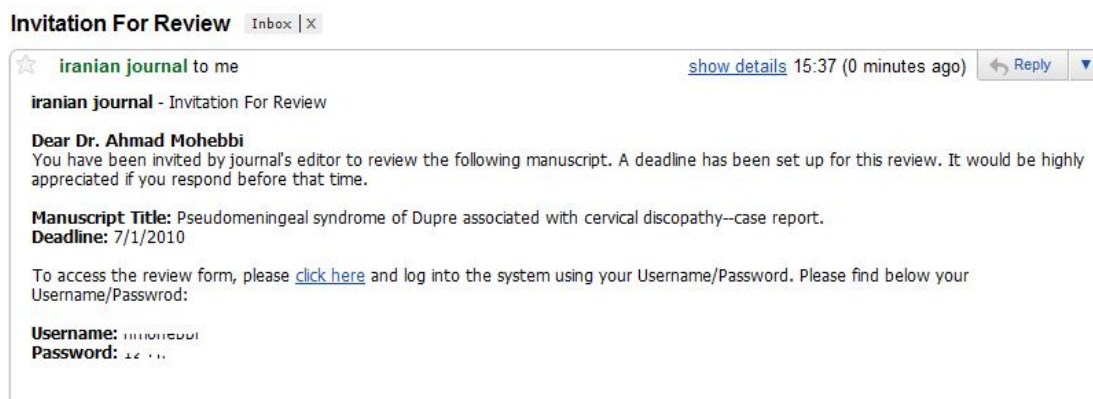 Invitation For Review Inbox | X
iranian journal to me show details 15:37 (0 minutes ago) Reply
iranian journal - Invitation For Review
Dear Dr. Ahmad Mohebbi
You have been invited by journal's editor to review the following manuscript. A deadline has been set up for this review. It would be highly
appreciated if you respond before that time.
Manuscript Title: Pseudomeningeal syndrome of Dupre associated with cervical discopathy--case report.
Deadline: 7/1/2010
To access the review form, please click here and log into the system using your Username/Password. Please find below your
Username/Passwrod:
Username:
Password: